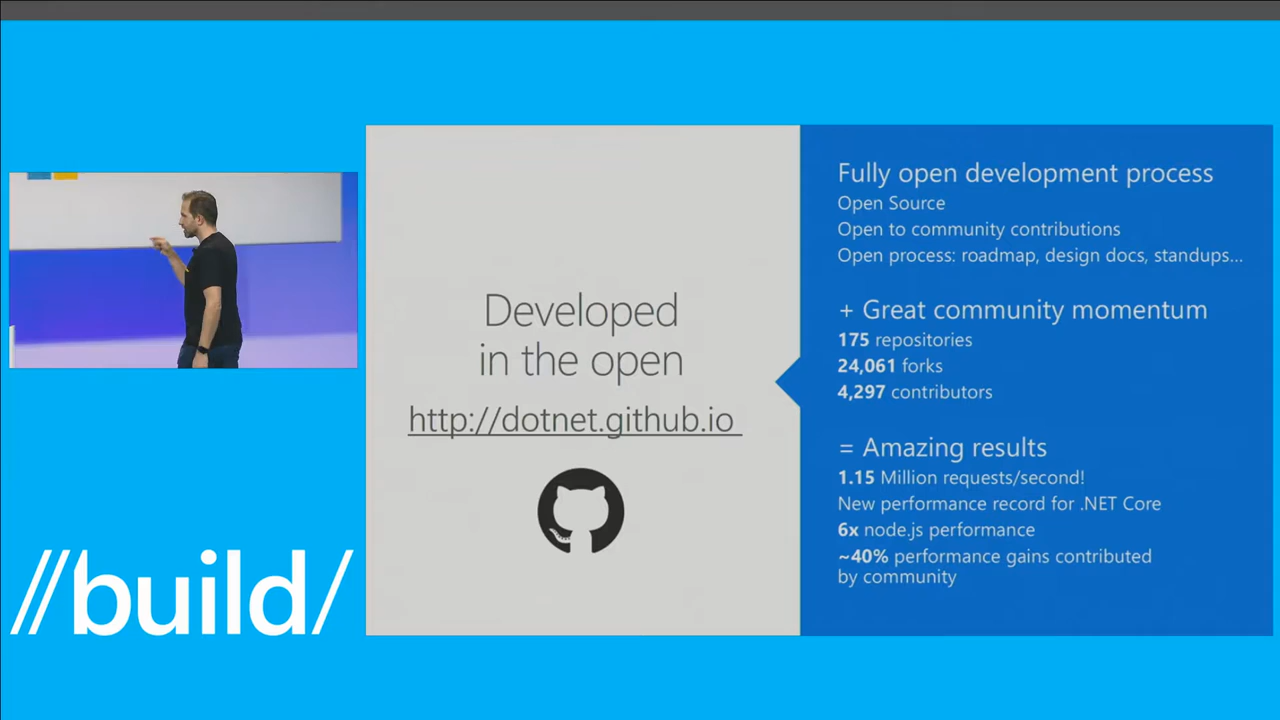 Developed
in the open
http://dotnet.github.io
Fully open development process
Open Source
Open to community contributions
Open process: roadmap, design docs, standups...
+ Great community momentum
175 repositories
24,061 forks
4,297 contributors
= Amazing results
1.15 Million requests/second!
New performance record for .NET Core
6x node.js performance
~40% performance gains contributed
by community
//build/